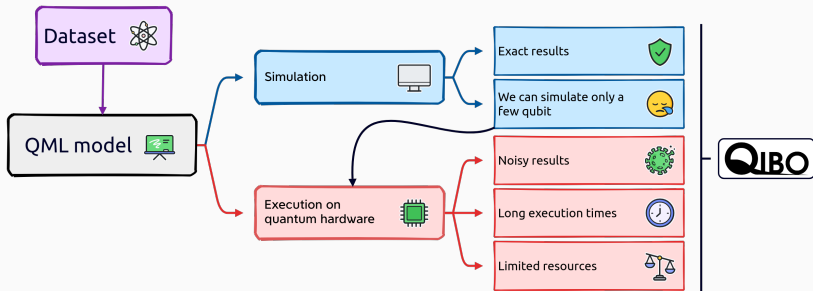 Dataset
QML model
Simulation
Exact results
We can simulate only a
few qubit
Execution on
quantum hardware
Noisy results
Long execution times
Limited resources
QIBO